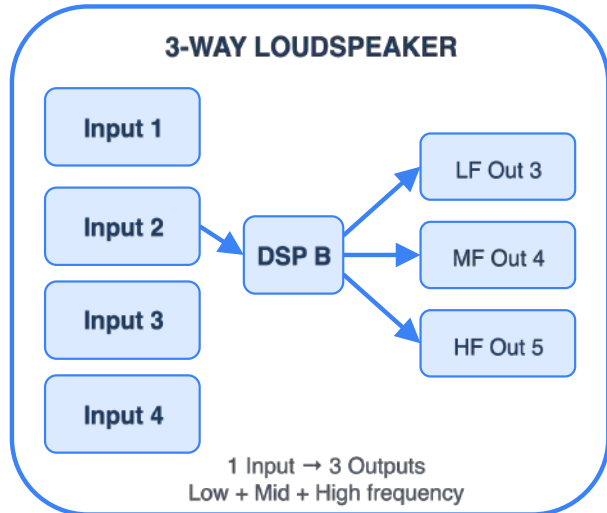 3-WAY LOUDSPEAKER
Input 1
Input 2
Input 3
Input 4
DSP B
LF Out 3
MF Out 4
HF Out 5
1 Input → 3 Outputs
Low + Mid + High frequency